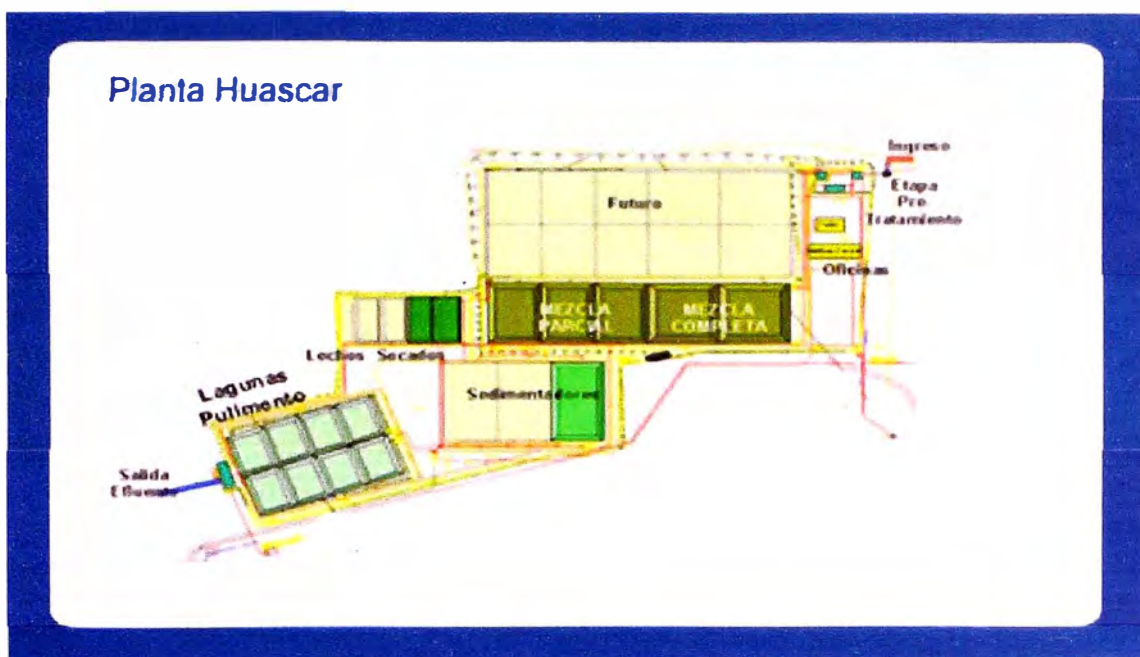 Planta Huascar
Ingreso
Etapa
Pre
Tratamiento
Futuro
Oficinas
MEZCLA
PARCIAL
MEZCLA
COMPLETA
Lechos Secados
Lagunas
Pulimento
Sedimentadores
Salida
Efluente